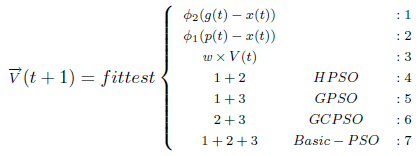 ϕ₂(g(t) − x(t)) : 1
ϕ₁(p(t) − x(t)) : 2
w × V(t) : 3
V⃗(t + 1) = fittest { 1 + 2 HPSO : 4
1 + 3 GPSO : 5
2 + 3 GCPSO : 6
1 + 2 + 3 Basic − PSO : 7